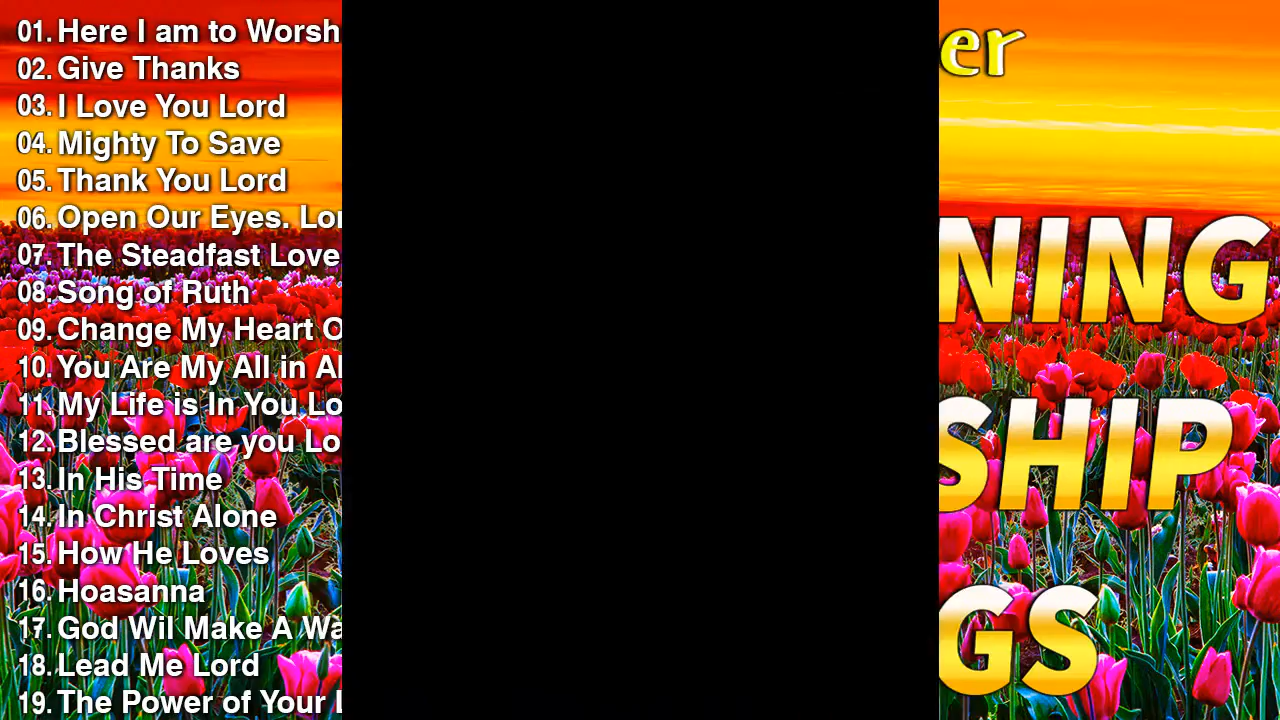 01. Here I am to Worsh
02. Give Thanks
03. I Love You Lord
04. Mighty To Save
05. Thank You Lord
06. Open Our Eyes. Lor
07. The Steadfast Love
08. Song of Ruth
09. Change My Heart O
10. You Are My All in Al
11. My Life is In You Lo
12. Blessed are you Lo
13. In His Time
14. In Christ Alone
15. How He Loves
16. Hoasanna
17. God Wil Make A Wa
18. Lead Me Lord
19. The Power of Your L
er
NING
SHIP
GS